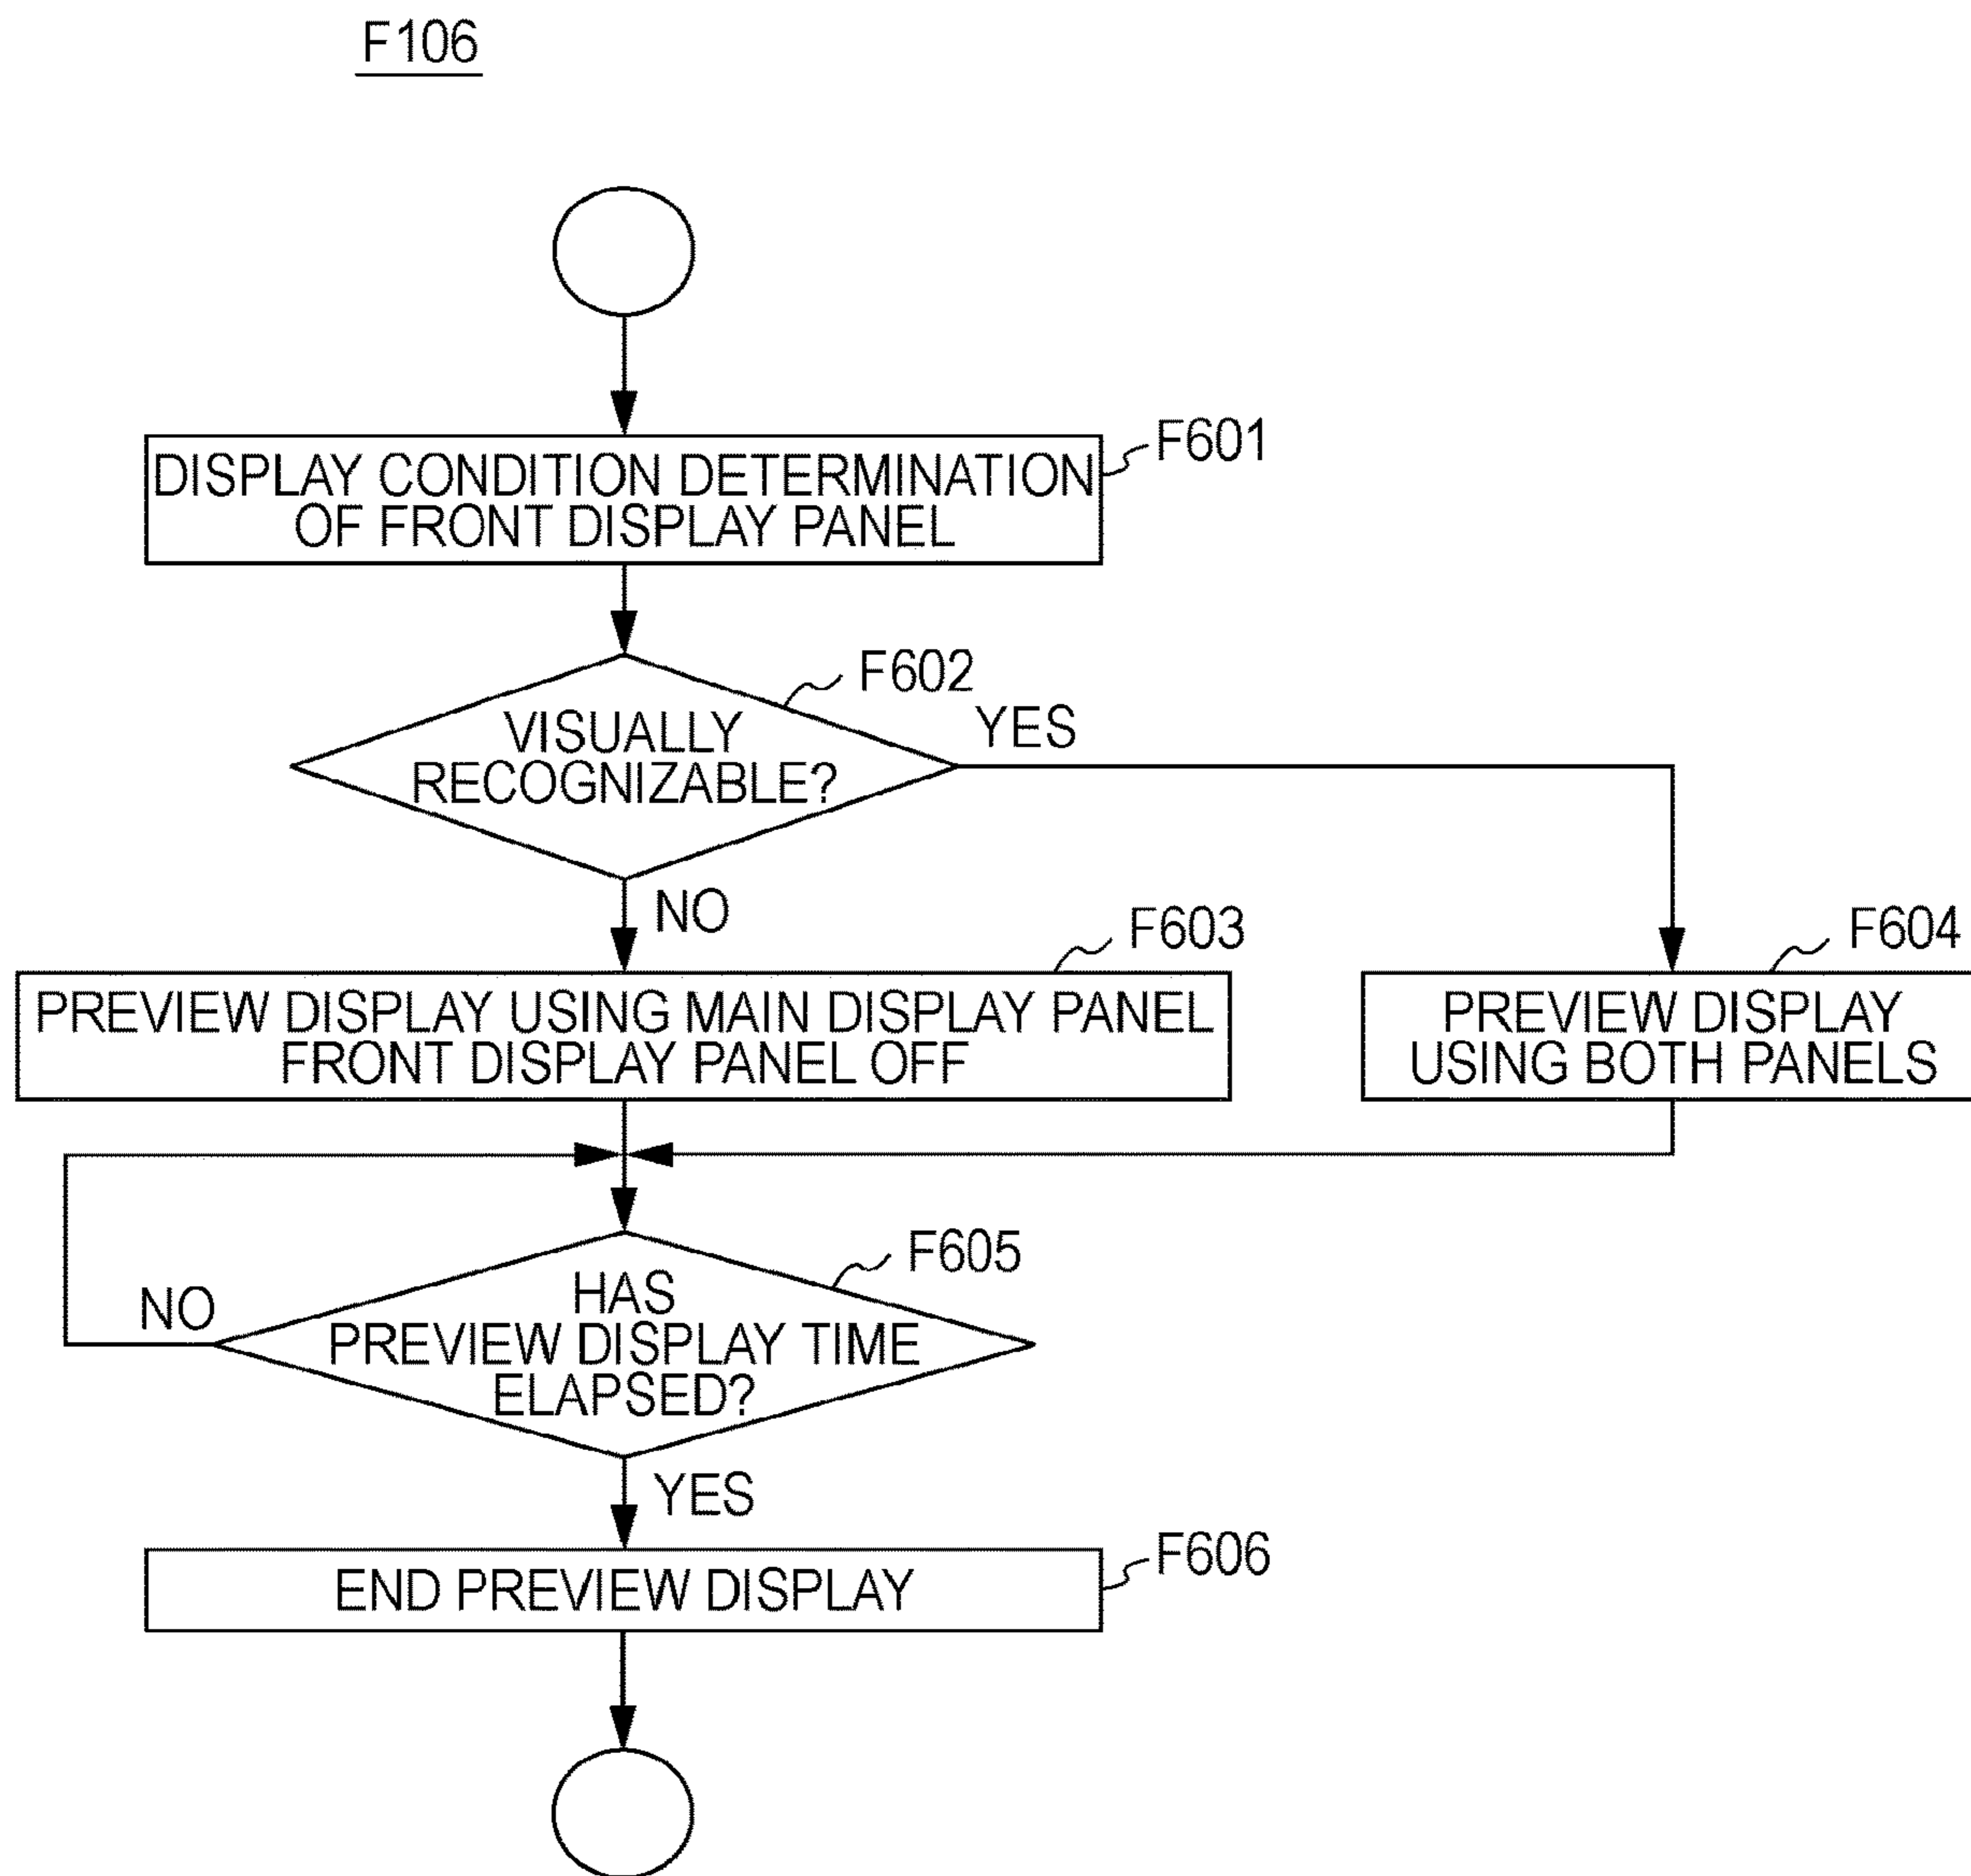 F106
F601
DISPLAY CONDITION DETERMINATION
OF FRONT DISPLAY PANEL
F602
VISUALLY
RECOGNIZABLE?
YES
NO
F603
PREVIEW DISPLAY USING MAIN DISPLAY PANEL
FRONT DISPLAY PANEL OFF
F604
PREVIEW DISPLAY
USING BOTH PANELS
F605
HAS
PREVIEW DISPLAY TIME
ELAPSED?
NO
YES
F606
END PREVIEW DISPLAY